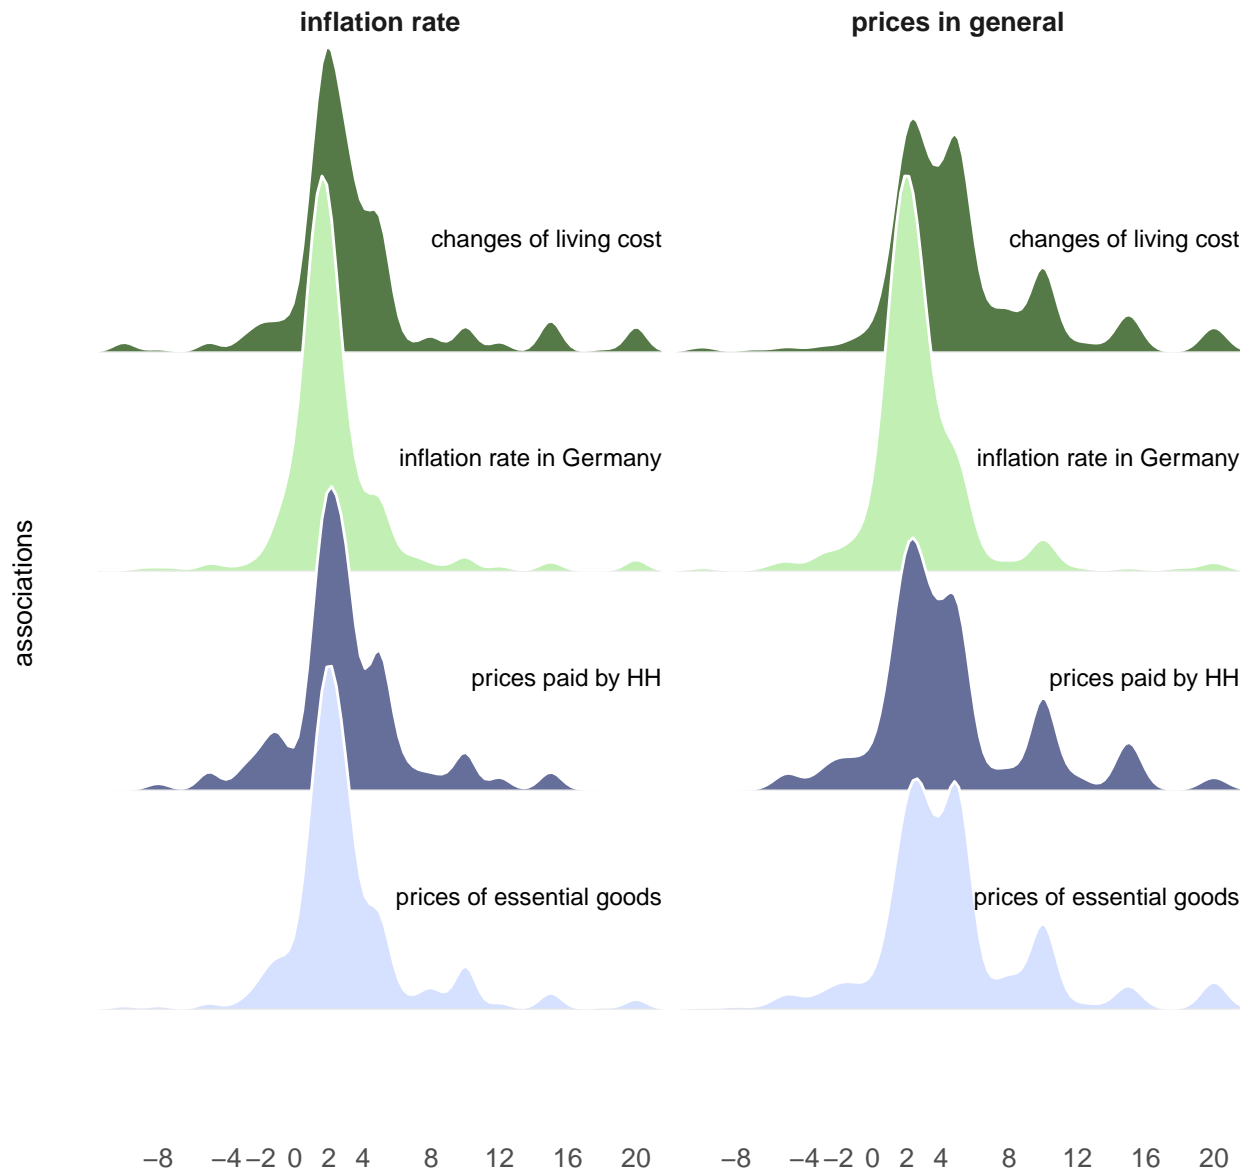 inflation rate
prices in general
changes of living cost
changes of living cost
inflation rate in Germany
inflation rate in Germany
associations
prices paid by HH
prices paid by HH
prices of essential goods
prices of essential goods
−8 −4 −2 0 2 4 8 12 16 20
−8 −4 −2 0 2 4 8 12 16 20